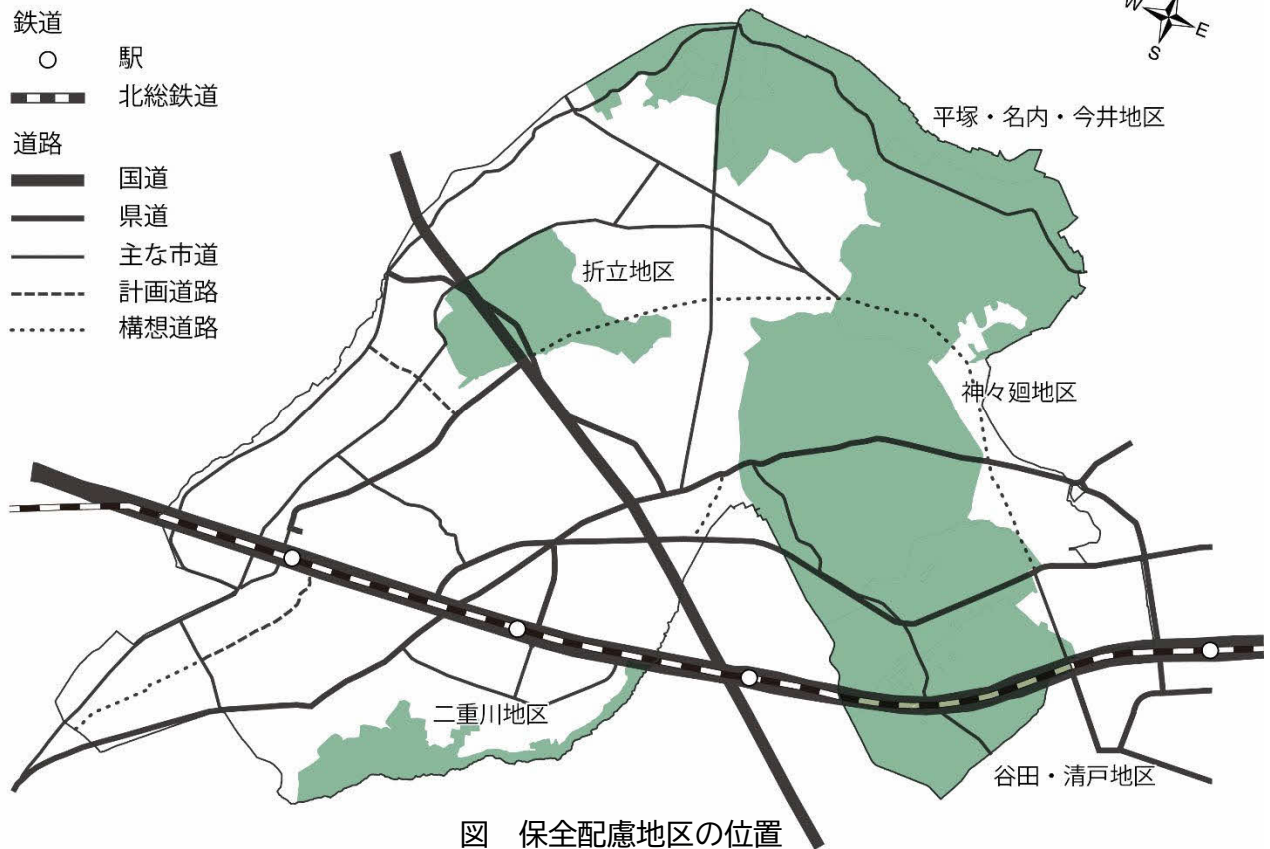 鉄道
駅
北総鉄道
道路
国道
県道
主な市道
計画道路
構想道路
W
E
S
平塚・名内・今井地区
折立地区
神々廻地区
二重川地区
谷田・清戸地区
図 保全配慮地区の位置